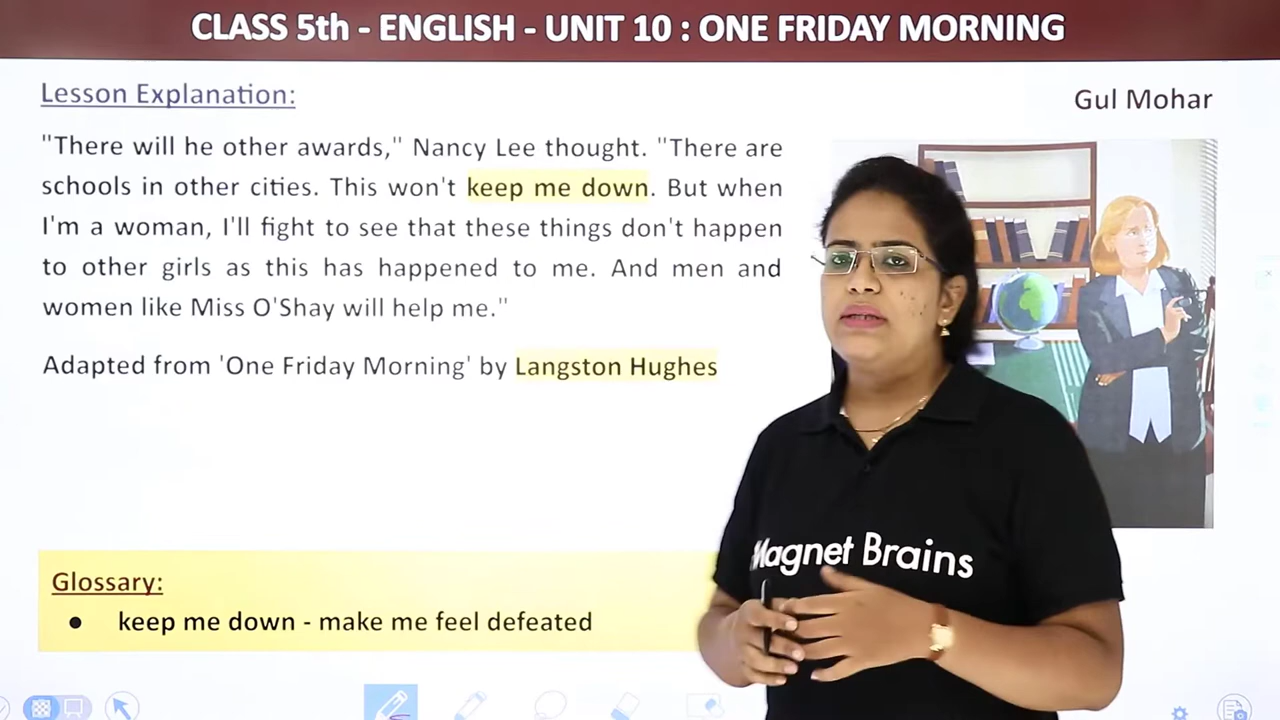 CLASS 5th - ENGLISH - UNIT 10 : ONE FRIDAY MORNING
Lesson Explanation:
Gul Mohar
"There will he other awards," Nancy Lee thought. "There are
schools in other cities. This won't keep me down. But when
I'm a woman, I'll fight to see that these things don't happen
to other girls as this has happened to me. And men and
women like Miss O'Shay will help me."
Adapted from 'One Friday Morning' by Langston Hughes
Magnet Brains
Glossary:
● keep me down - make me feel defeated